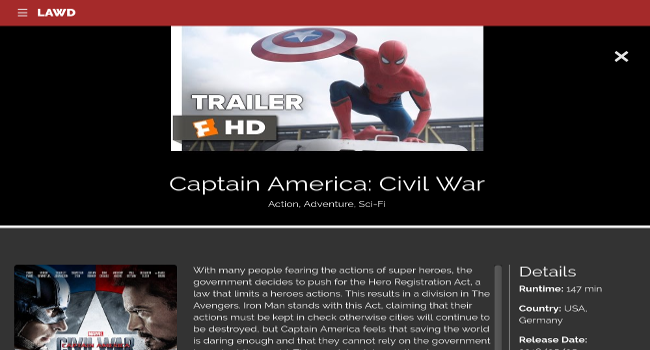 LAWD
TRAILER
HD
Captain America: Civil War
Action, Adventure, Sci-Fi
With many people fearing the actions of super heroes, the
government decides to push for the Hero Registration Act, a
law that limits a heroes actions. This results in a division in The
Avengers. Iron Man stands with this Act, claiming that their
actions must be kept in check otherwise cities will continue to
be destroyed, but Captain America feels that saving the world
is daring enough and that they cannot rely on the government
Details
Runtime: 147 min
Country: USA,
Germany
Release Date:
MARVEL
CIVIL WAR